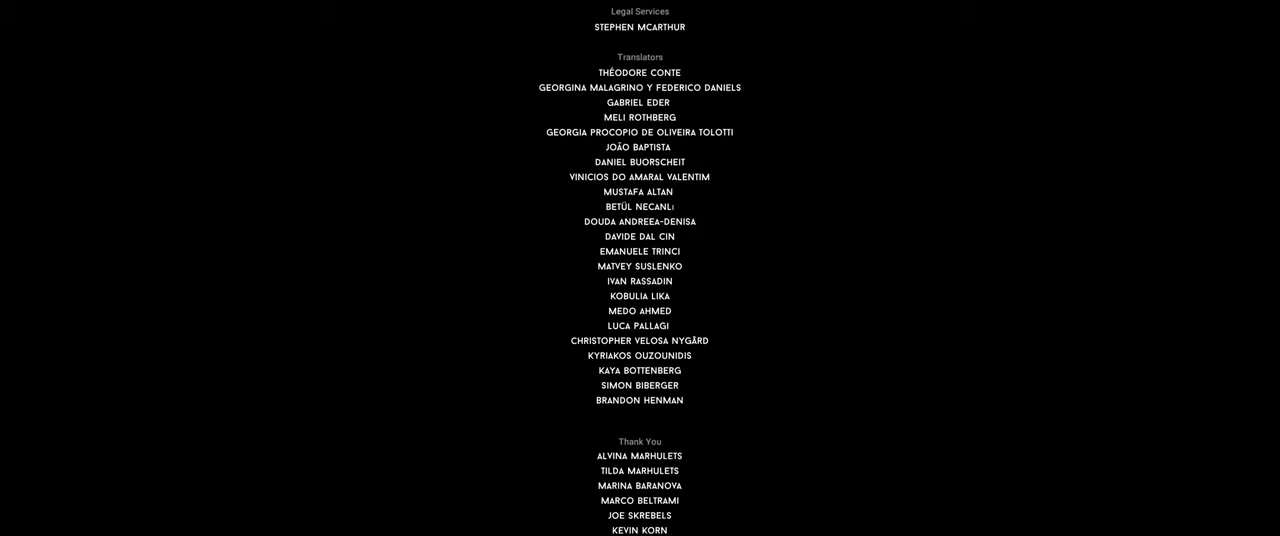 Legal Services
STEPHEN MCARTHUR
Translators
THÉODORE CONTE
GEORGINA MALAGRINO Y FEDERICO DANIELS
GABRIEL EDER
MELI ROTHBERG
GEORGIA PROCOPIO DE OLIVEIRA TOLOTTI
JOÃO BAPTISTA
DANIEL BUORSCHEIT
VINICIOS DO AMARAL VALENTIM
MUSTAFA ALTAN
BETÜL NECANLı
DOUDA ANDREEA-DENISA
DAVIDE DAL CIN
EMANUELE TRINCI
MATVEY SUSLENKO
IVAN RASSADIN
KOBULIA LIKA
MEDO AHMED
LUCA PALLAGI
CHRISTOPHER VELOSA NYGÅRD
KYRIAKOS OUZOUNIDIS
KAYA BOTTENBERG
SIMON BIBERGER
BRANDON HENMAN
Thank You
ALVINA MARHULETS
TILDA MARHULETS
MARINA BARANOVA
MARCO BELTRAMI
JOE SKREBELS
KEVIN KORN